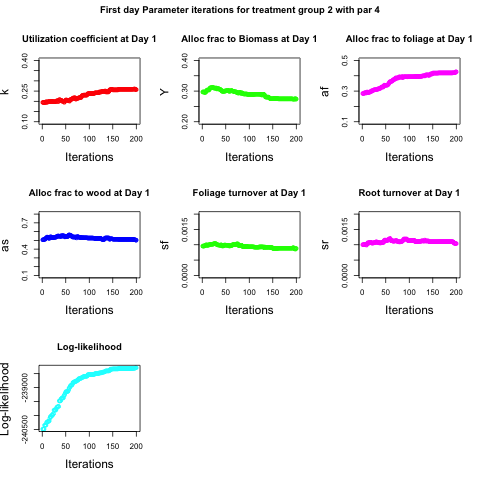 First day Parameter iterations for treatment group 2 with par 4
Utilization coefficient at Day 1
k
0.10 0.25 0.40
0 50 100 150 200
Iterations
Alloc frac to Biomass at Day 1
Y
0.20 0.30 0.40
0 50 100 150 200
Iterations
Alloc frac to foliage at Day 1
af
0.1 0.3 0.5
0 50 100 150 200
Iterations
Alloc frac to wood at Day 1
as
0.1 0.4 0.7
0 50 100 150 200
Iterations
Foliage turnover at Day 1
sf
0.0000 0.0015
0 50 100 150 200
Iterations
Root turnover at Day 1
sr
0.0000 0.0015
0 50 100 150 200
Iterations
Log-likelihood
Log-likelihood
-240500 -239000
0 50 100 150 200
Iterations